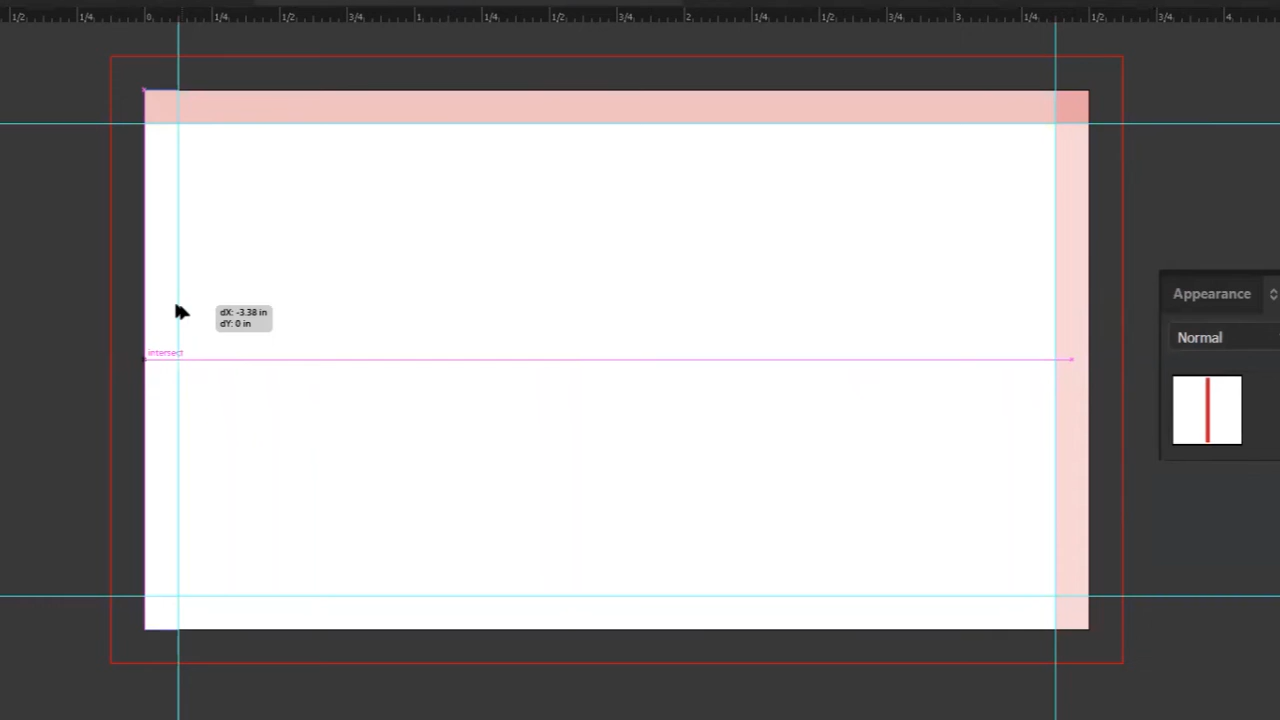 1/2 1/4 0 1/4 1/2 3/4 1 1/4 1/2 3/4 2 1/4 1/2 3/4 3 1/4 1/2 3/4 4
Appearance
dX: -3.38 in
dY: 0 in
Normal
intersect